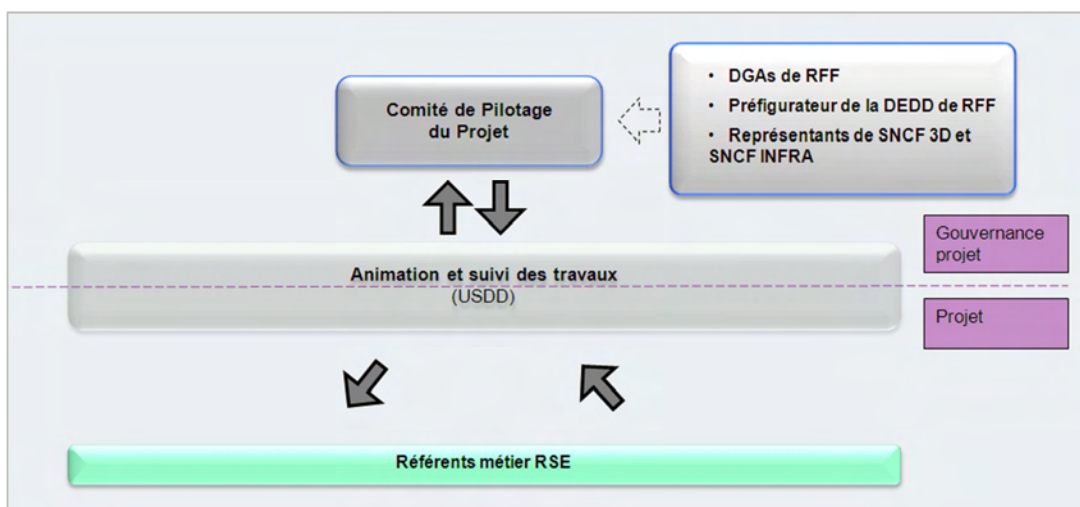 Comité de Pilotage
du Projet
• DGAs de RFF
• Préfigurateur de la DEDD de RFF
• Représentants de SNCF 3D et
SNCF INFRA
Gouvernance
projet
Animation et suivi des travaux
(USDD)
Projet
Référents métier RSE